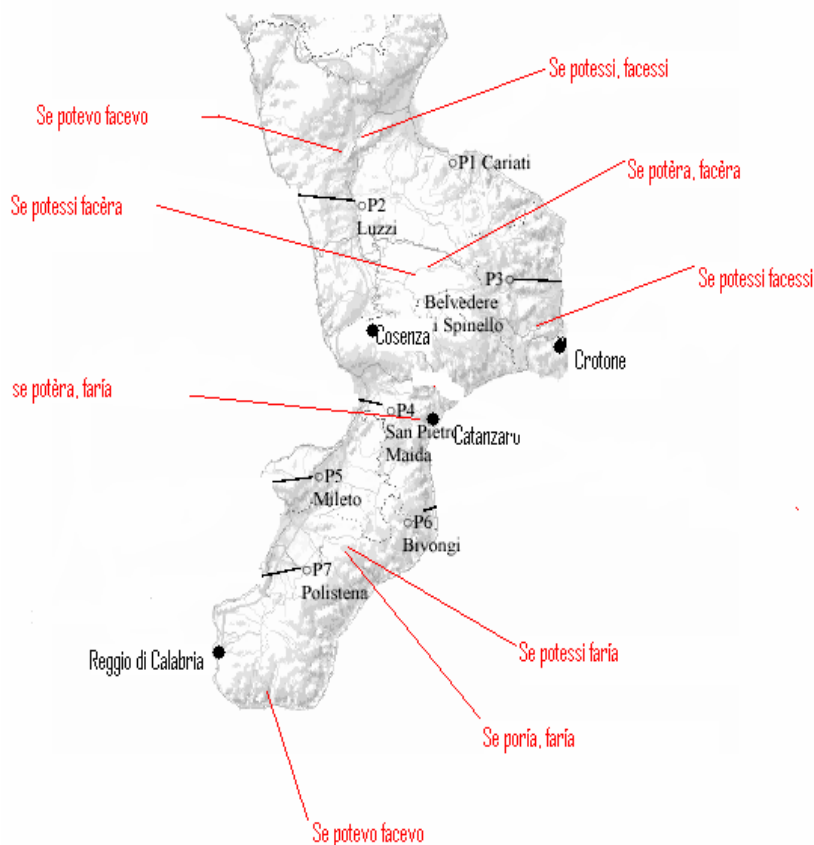 Se potessi, facessi
Se potevo facevo
P1 Cariati
Se potèra, facèra
Se potessi facèra
P2
Luzzi
Se potessi facessi
P3
Belvedere
i Spinello
Cosenza
Crotone
se potèra, faría
P4
San Pietro
Maida
Catanzaro
P5
Mileto
P6
Bivongi
P7
Polistena
Reggio di Calabria
Se potessi faría
Se poría, faría
Se potevo facevo